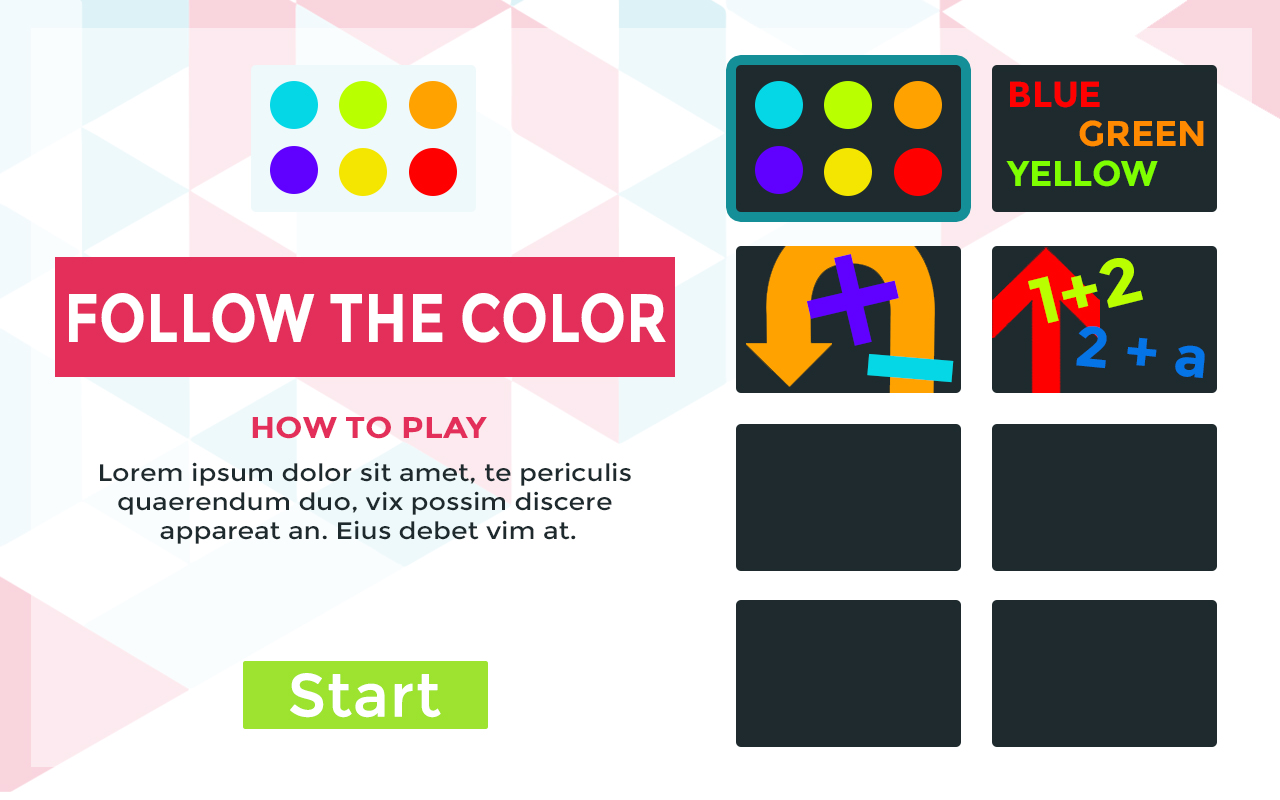 FOLLOW THE COLOR
HOW TO PLAY
Lorem ipsum dolor sit amet, te periculis
quaerendum duo, vix possim discere
appareat an. Eius debet vim at.
Start
BLUE
GREEN
YELLOW
1+2
2 + a